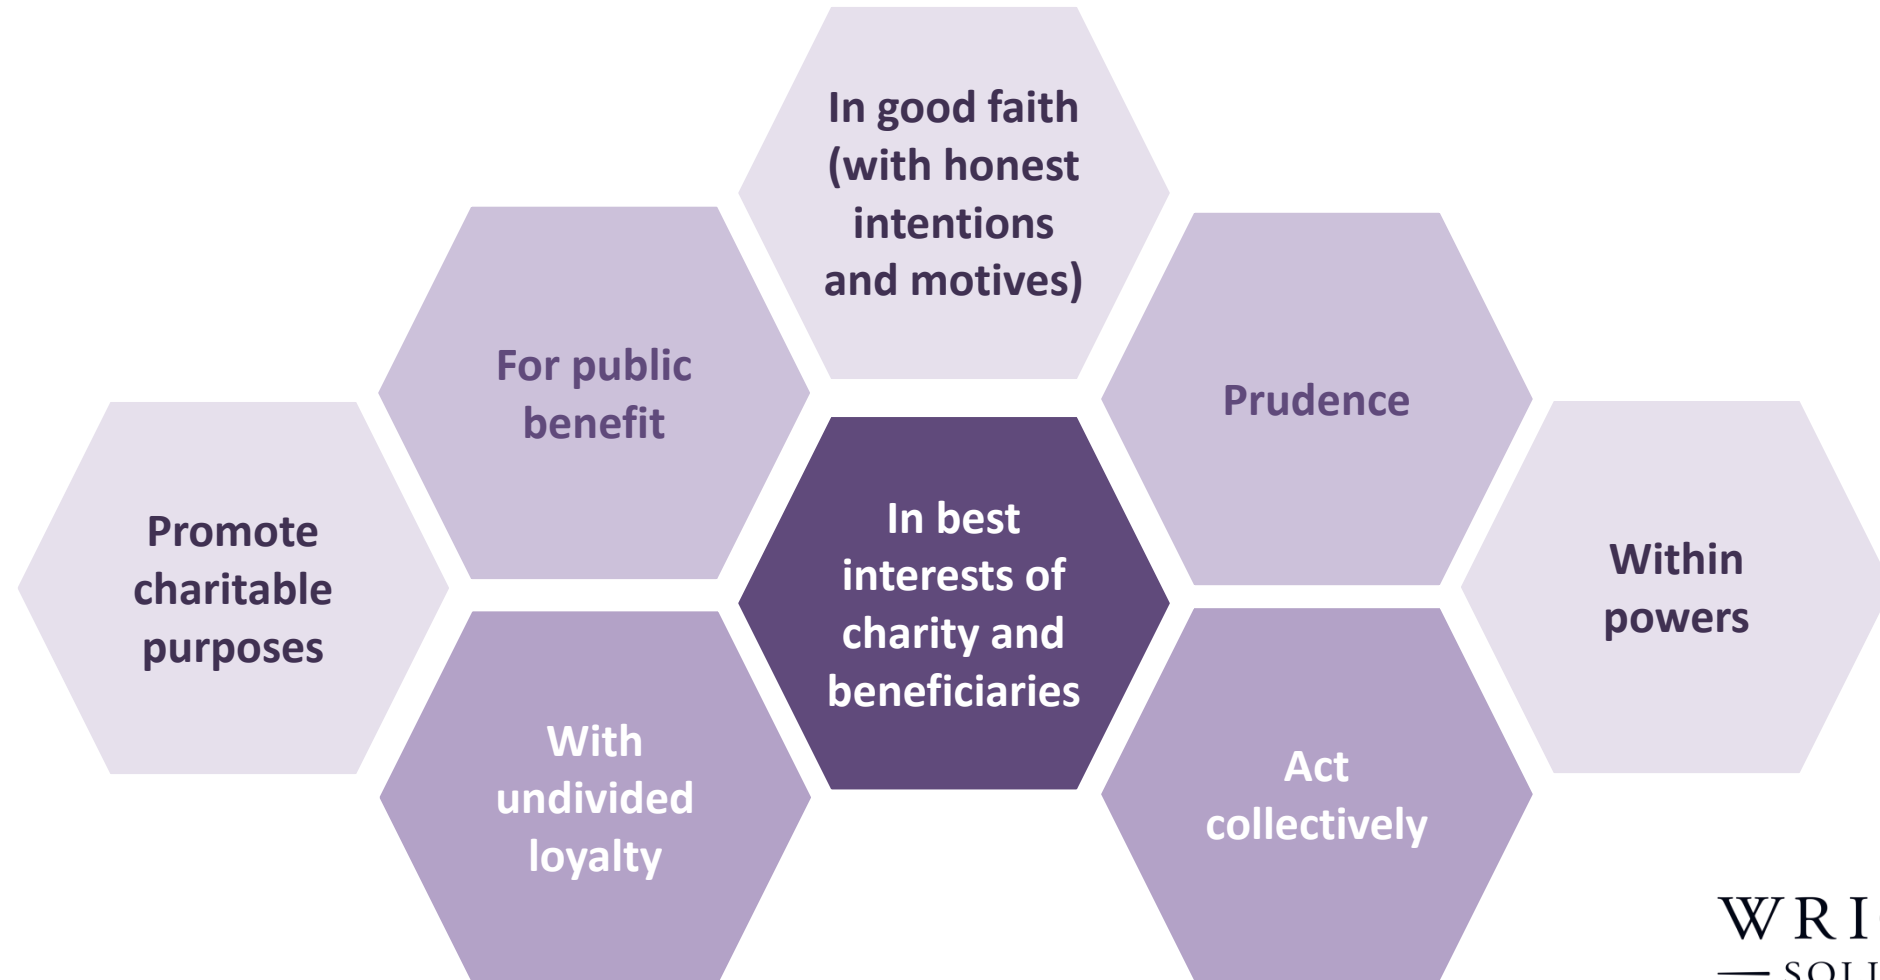 In good faith
(with honest
intentions
and motives)
For public
benefit
Prudence
Promote
charitable
purposes
In best
interests of
charity and
beneficiaries
Within
powers
With
undivided
loyalty
Act
collectively